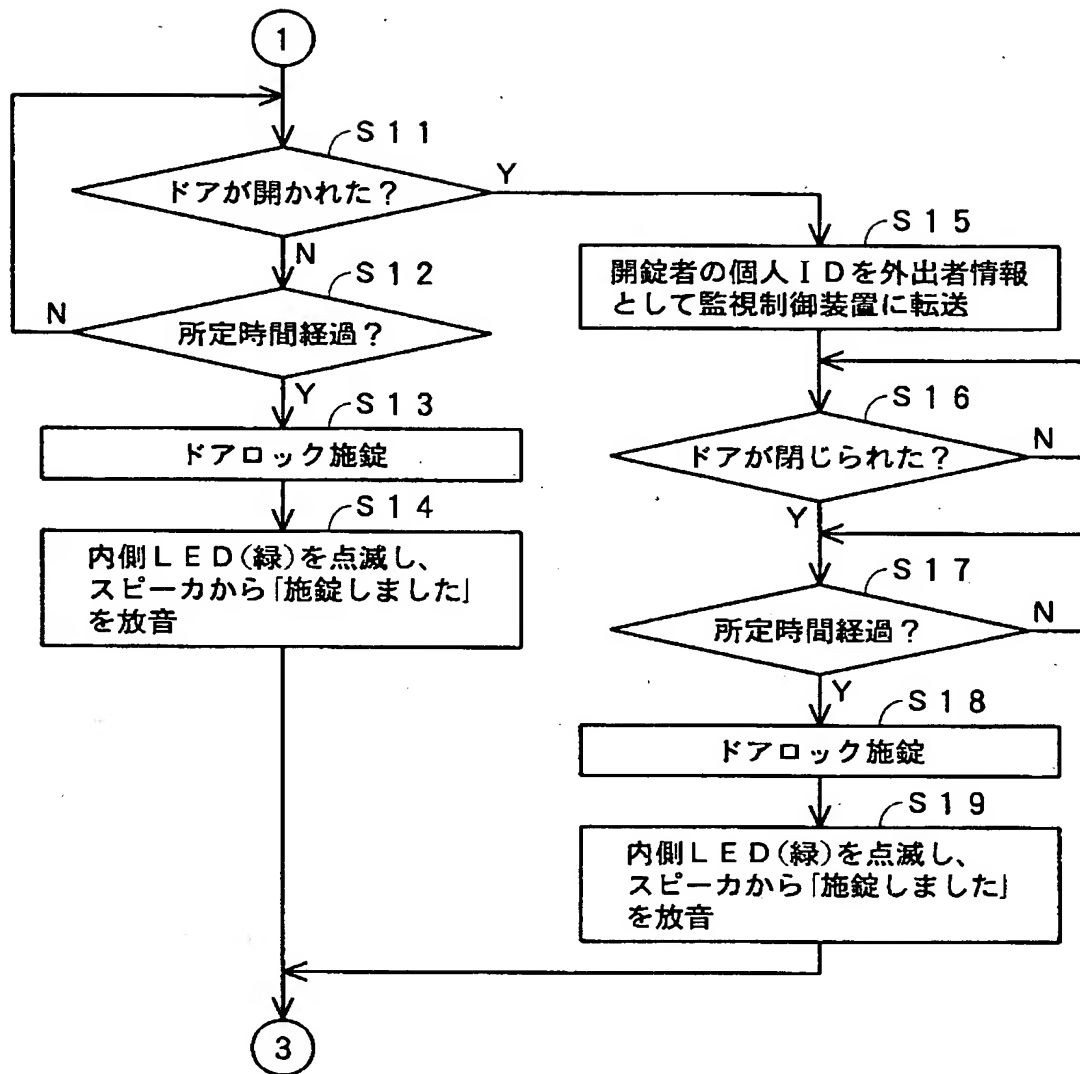 1
S11
ドアが開かれた？
Y
N
S12
所定時間経過？
N
Y
S13
ドアロック施錠
S14
内側ＬＥＤ(緑)を点滅し、
スピーカから｢施錠しました｣
を放音
S15
開錠者の個人ＩＤを外出者情報
として監視制御装置に転送
S16
ドアが閉じられた？
N
Y
S17
所定時間経過？
N
Y
S18
ドアロック施錠
S19
内側ＬＥＤ(緑)を点滅し、
スピーカから｢施錠しました｣
を放音
3